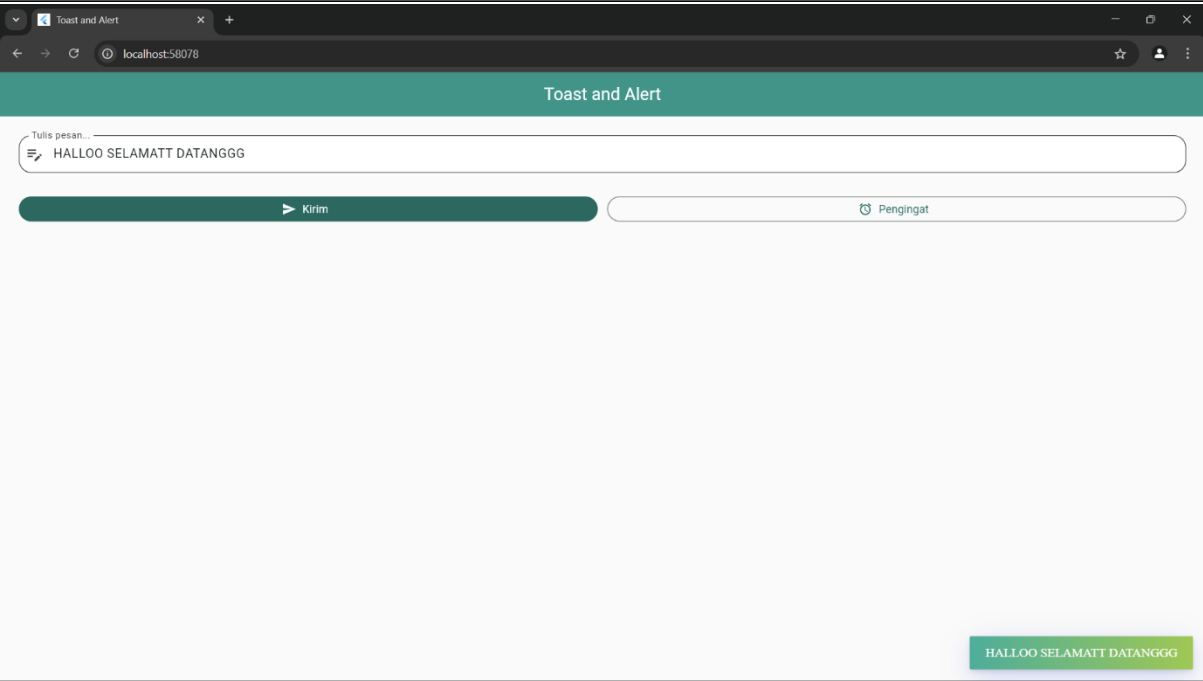 Toast and Alert
localhost:58078
Toast and Alert
Tulis pesan...
HALLOO SELAMATT DATANGGG
Kirim
Pengingat
HALLOO SELAMATT DATANGGG